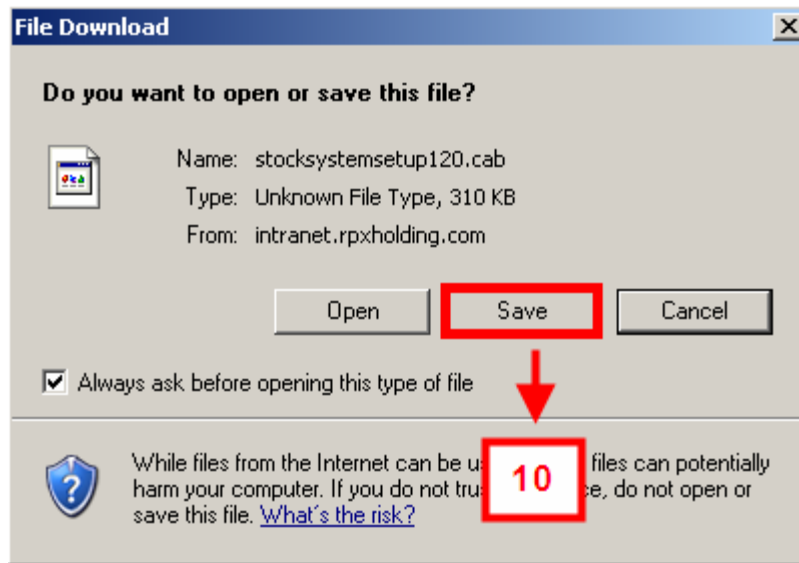 File Download
Do you want to open or save this file?
Name: stocksystemsetup120.cab
Type: Unknown File Type, 310 KB
From: intranet.rpxholding.com
Open Save Cancel
Always ask before opening this type of file
While files from the Internet can be files can potentially
harm your computer. If you do not do not open or
save this file. What's the risk?
10